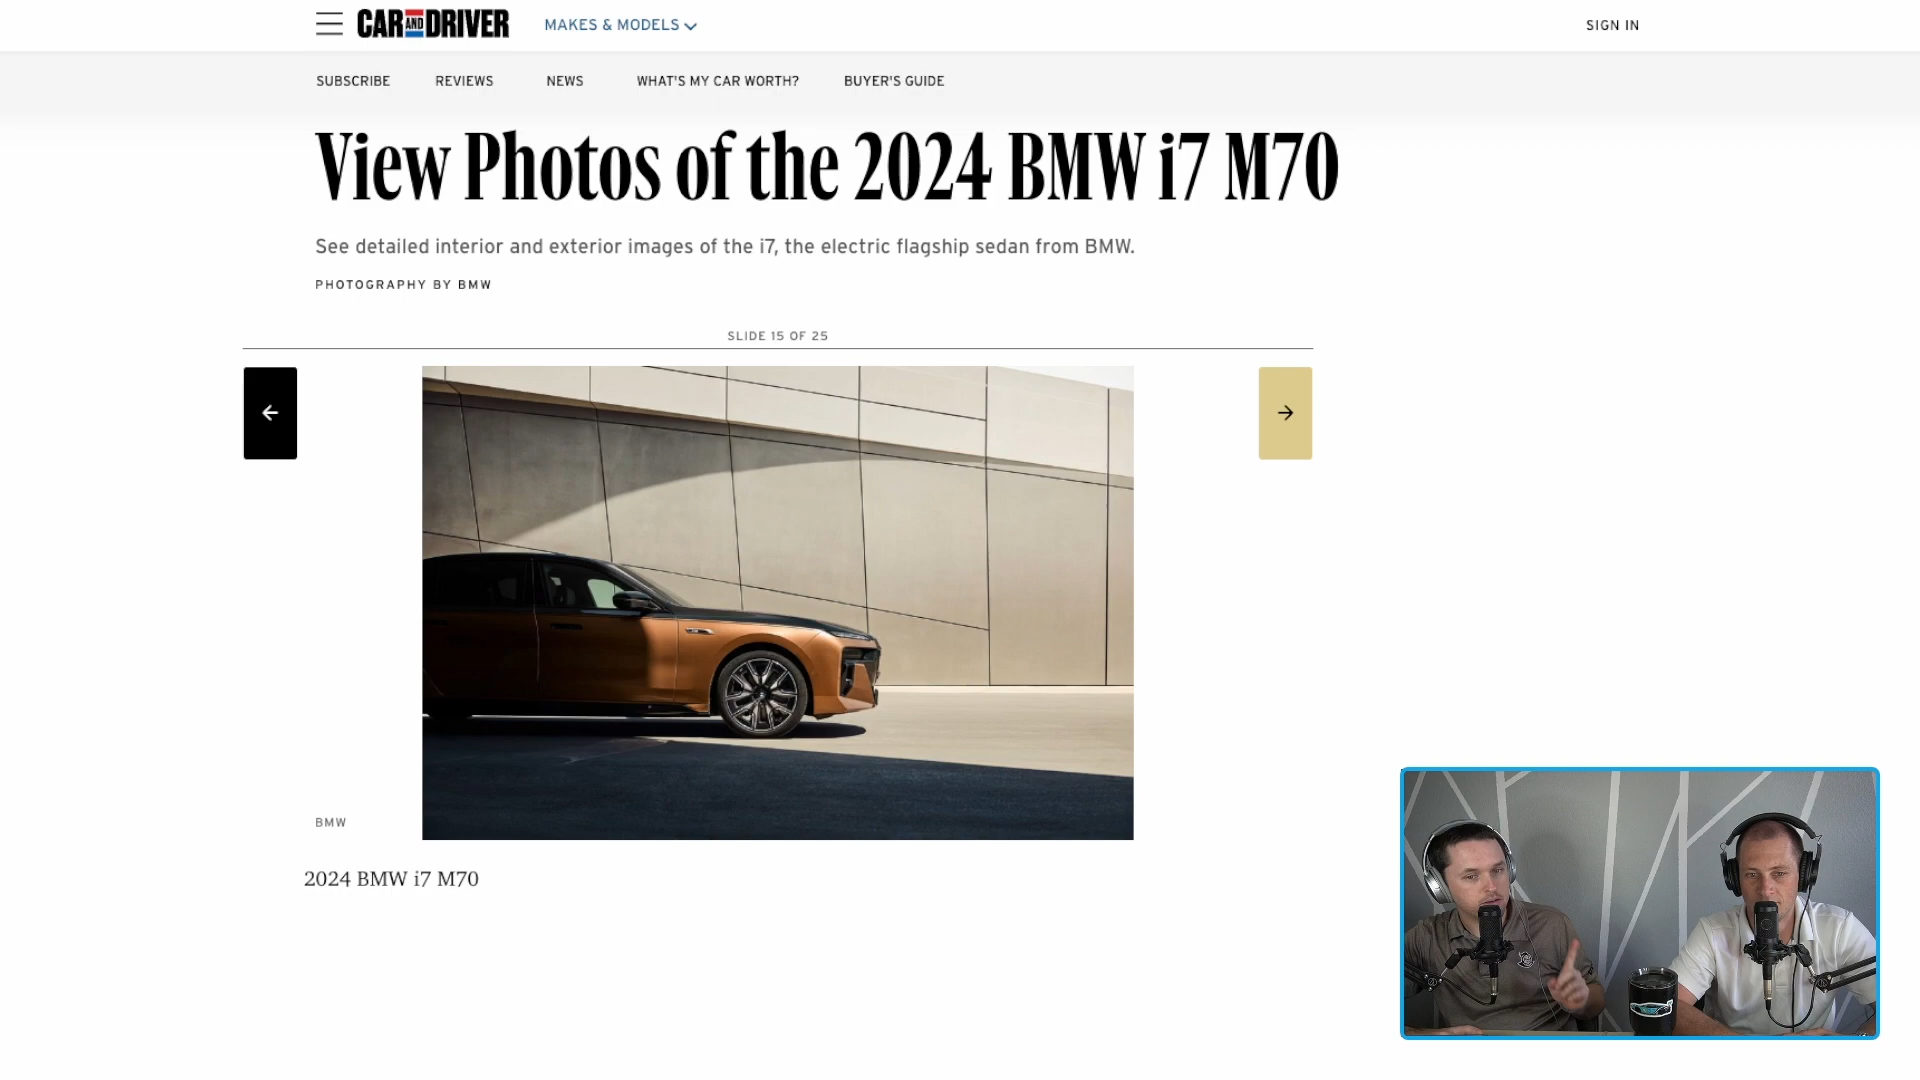 CAR AND DRIVER
MAKES & MODELS
SIGN IN
SUBSCRIBE
REVIEWS
NEWS
WHAT'S MY CAR WORTH?
BUYER'S GUIDE
View Photos of the 2024 BMW i7 M70
See detailed interior and exterior images of the i7, the electric flagship sedan from BMW.
PHOTOGRAPHY BY BMW
SLIDE 15 OF 25
BMW
2024 BMW i7 M70